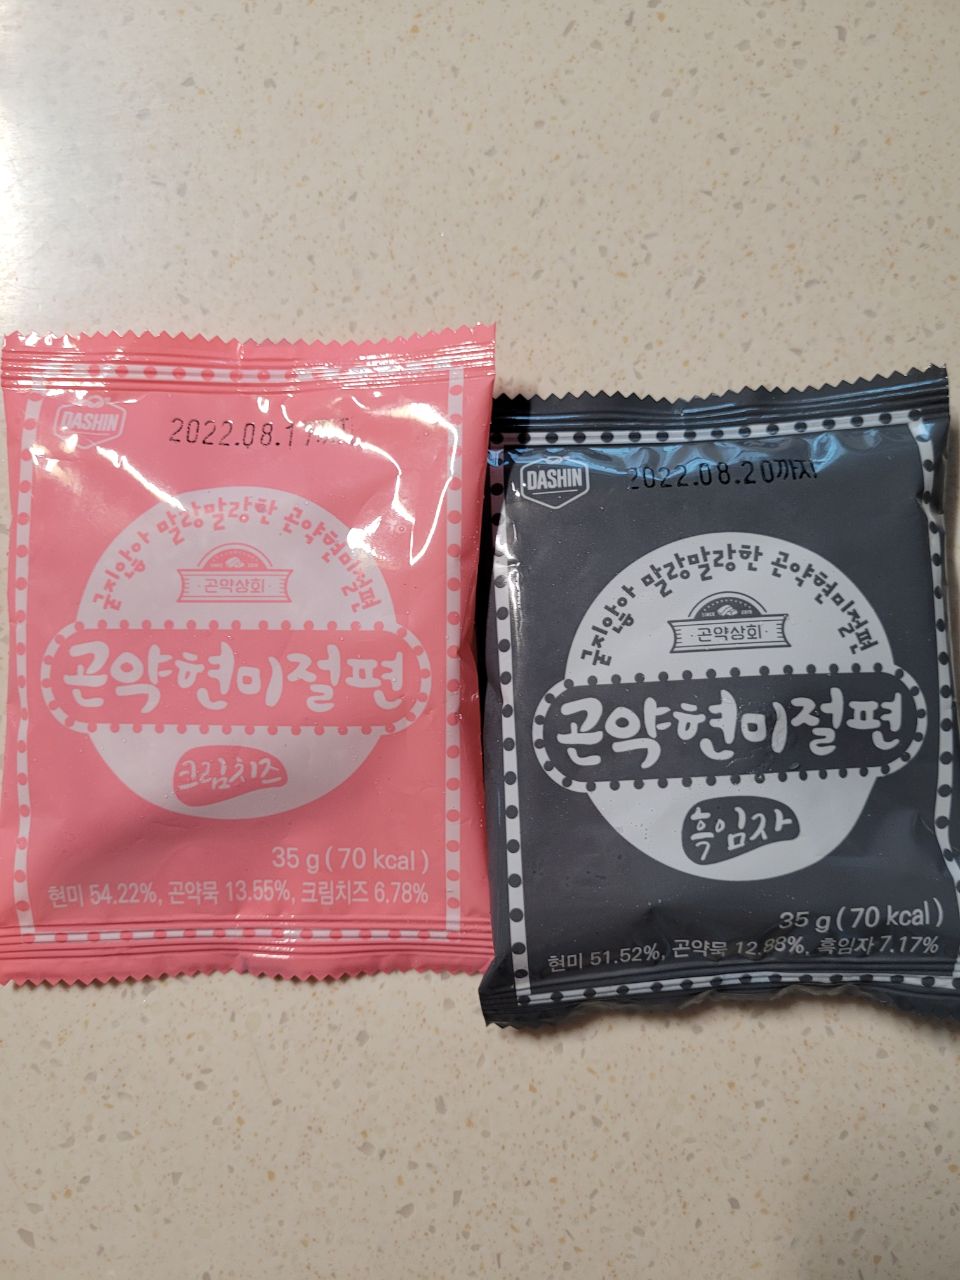 DASHIN
2022.08.1
굳지않아 말랑말랑한 곤약현미절편
곤약상회
곤약현미절편
크림치즈
35 g ( 70 kcal )
현미 54.22%, 곤약묵 13.55%, 크림치즈 6.78%
DASHIN
2022.08.20까지
굳지않아 말랑말랑한 곤약현미절편
SINCE 2019
곤약상회
곤약현미절편
흑임자
35 g ( 70 kcal )
현미 51.52%, 곤약묵 12.88%, 흑임자 7.17%